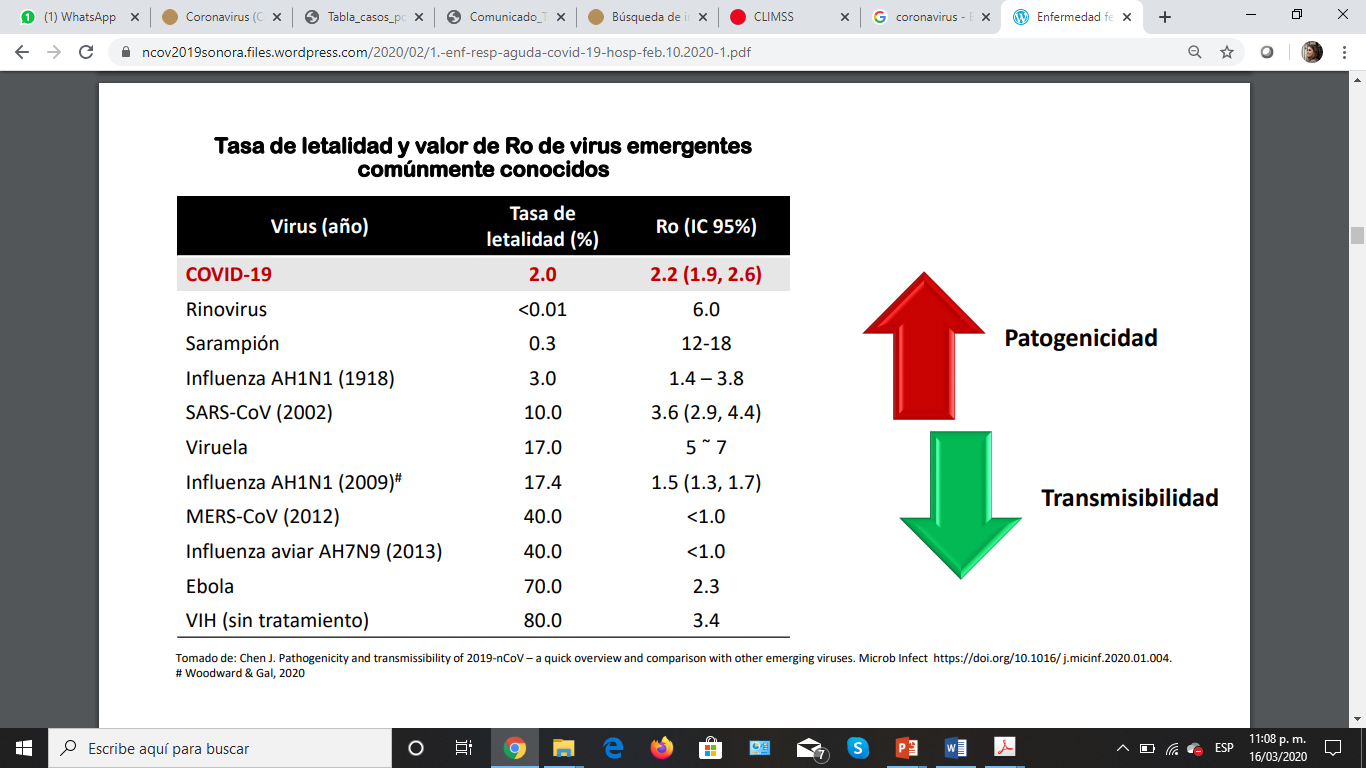 (1) WhatsApp
Coronavirus (C
Tabla_casos_po
Comunicado_T
Búsqueda de in
CLIMSS
coronavirus - B
Enfermedad fe
ncov2019sonora.files.wordpress.com/2020/02/1.-enf-resp-aguda-covid-19-hosp-feb.10.2020-1.pdf
Tasa de letalidad y valor de Ro de virus emergentes
comúnmente conocidos
Virus (año) Tasa de letalidad (%) Ro (IC 95%)
COVID-19 2.0 2.2 (1.9, 2.6)
Rinovirus <0.01 6.0
Sarampión 0.3 12-18
Influenza AH1N1 (1918) 3.0 1.4 – 3.8
SARS-CoV (2002) 10.0 3.6 (2.9, 4.4)
Viruela 17.0 5 ˜ 7
Influenza AH1N1 (2009)# 17.4 1.5 (1.3, 1.7)
MERS-CoV (2012) 40.0 <1.0
Influenza aviar AH7N9 (2013) 40.0 <1.0
Ebola 70.0 2.3
VIH (sin tratamiento) 80.0 3.4
Patogenicidad
Transmisibilidad
Tomado de: Chen J. Pathogenicity and transmissibility of 2019-nCoV – a quick overview and comparison with other emerging viruses. Microb Infect https://doi.org/10.1016/ j.micinf.2020.01.004.
# Woodward & Gal, 2020
Escribe aquí para buscar
7
ESP
11:08 p. m.
16/03/2020